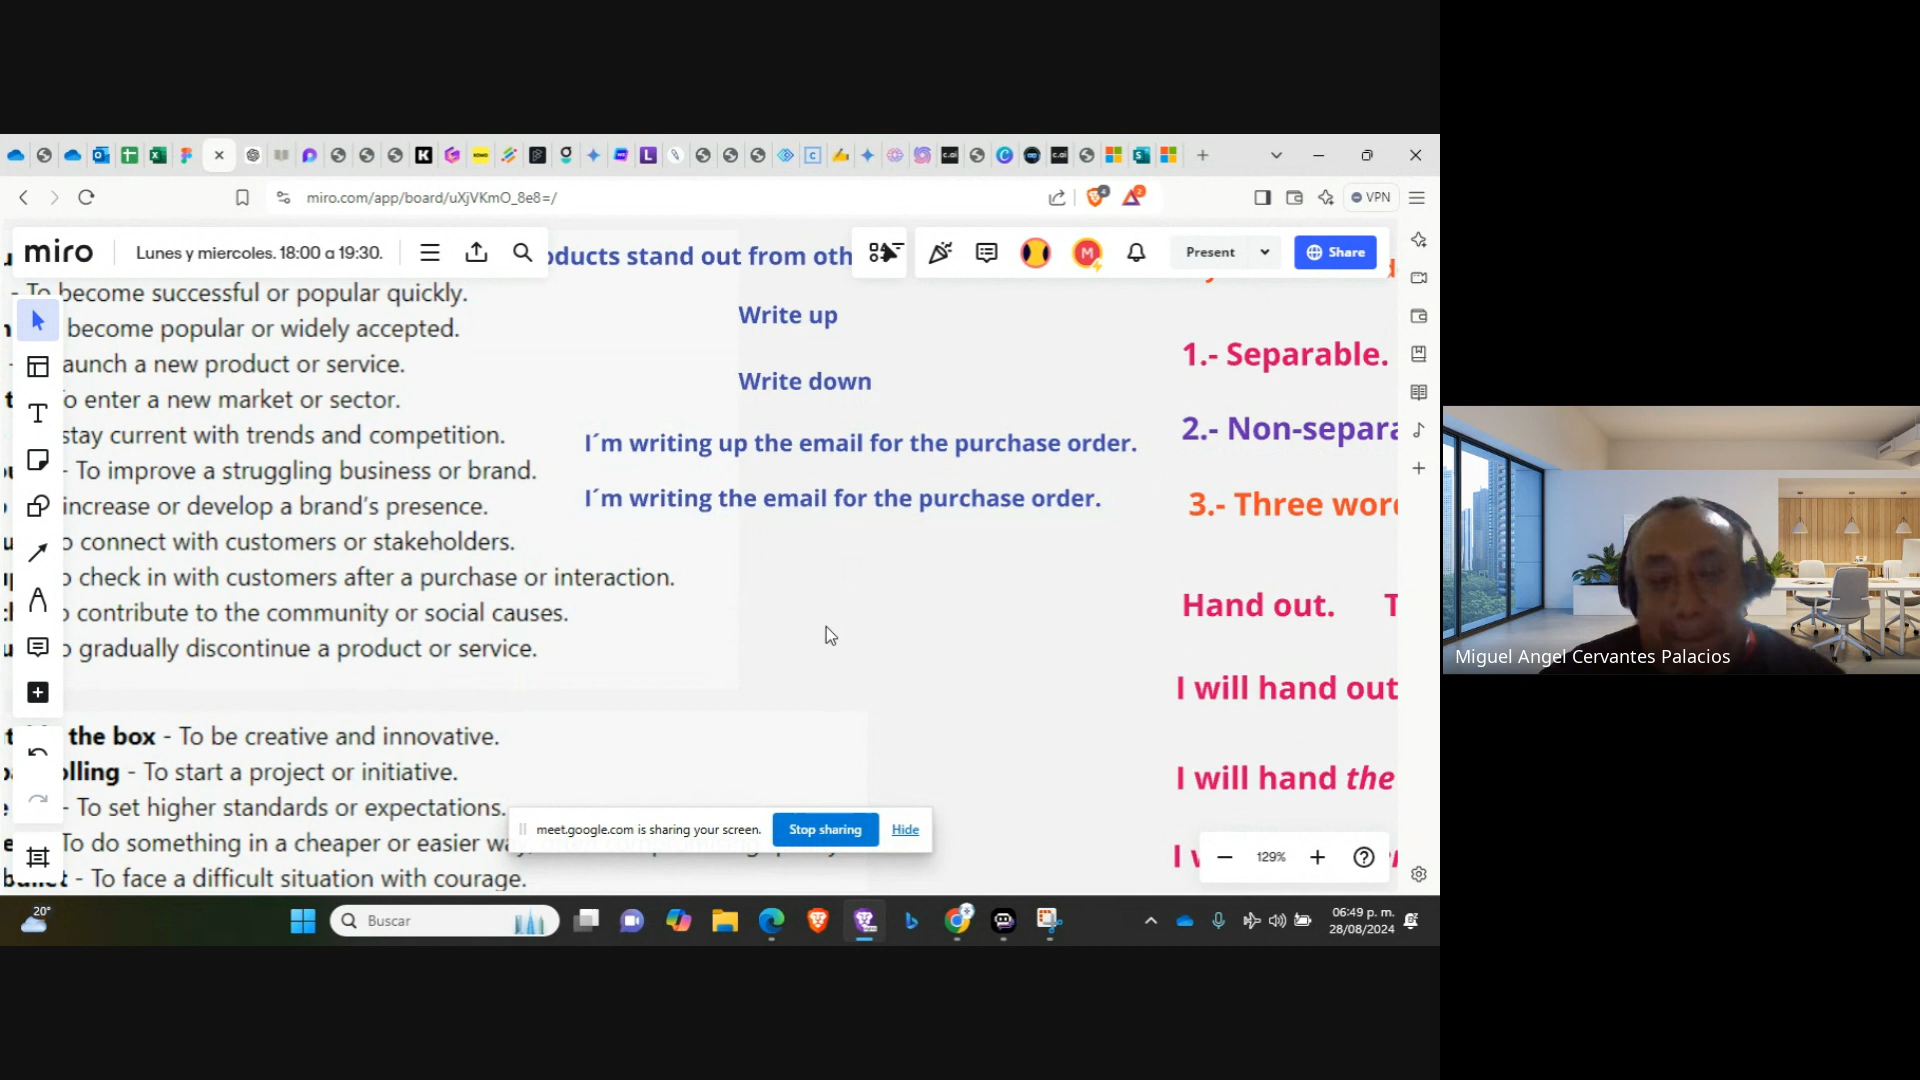 miro.com/app/board/uXjVKmO_8e8=/
VPN
miro
Lunes y miercoles. 18:00 a 19:30.
oducts stand out from oth
Present
Share
- To become successful or popular quickly.
become popular or widely accepted.
aunch a new product or service.
o enter a new market or sector.
stay current with trends and competition.
- To improve a struggling business or brand.
increase or develop a brand's presence.
o connect with customers or stakeholders.
o check in with customers after a purchase or interaction.
o contribute to the community or social causes.
o gradually discontinue a product or service.
Write up
Write down
I´m writing up the email for the purchase order.
I´m writing the email for the purchase order.
1.- Separable.
2.- Non-separa
3.- Three word
Hand out. T
I will hand out
I will hand the
the box - To be creative and innovative.
olling - To start a project or initiative.
- To set higher standards or expectations.
To do something in a cheaper or easier wa
- To face a difficult situation with courage.
meet.google.com is sharing your screen.
Stop sharing
Hide
129%
20°
Buscar
06:49 p. m.
28/08/2024
Miguel Angel Cervantes Palacios